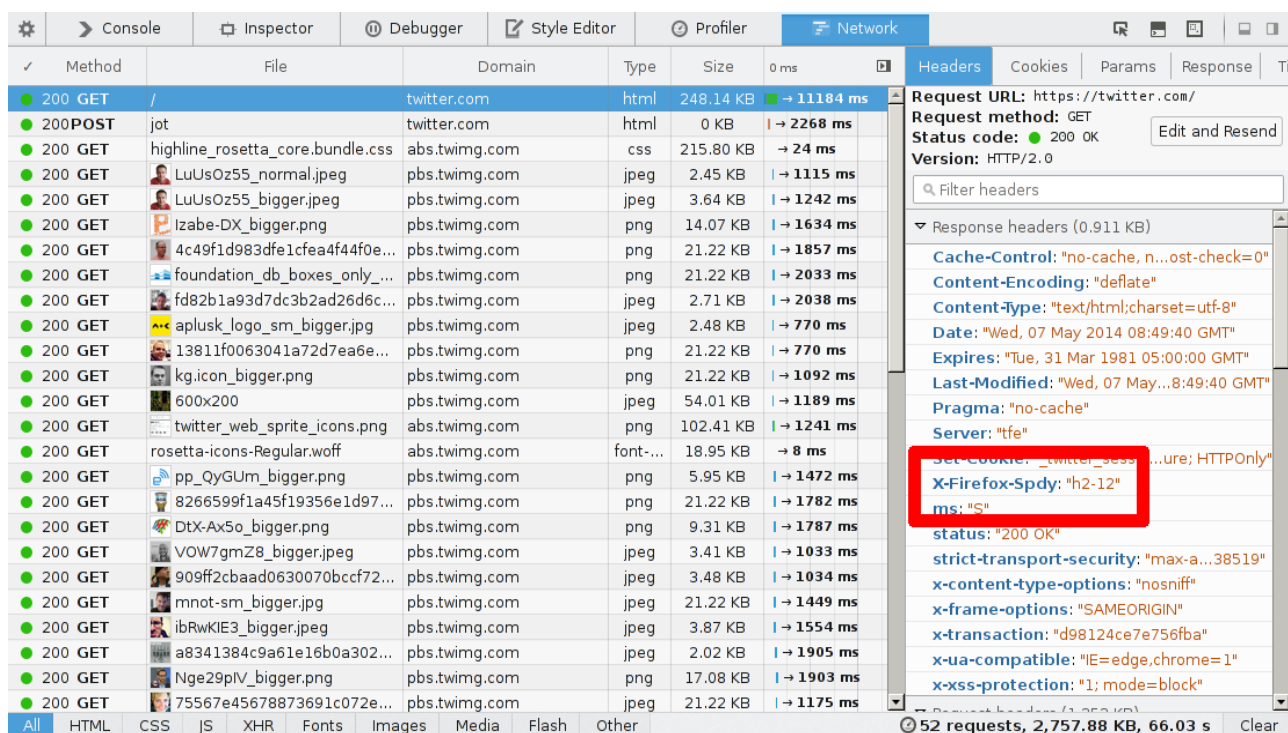 Console Inspector Debugger Style Editor Profiler Network
✓ Method File Domain Type Size 0 ms Headers Cookies Params Response
200 GET / twitter.com html 248.14 KB → 11184 ms
200 POST jot twitter.com html 0 KB → 2268 ms
200 GET highline_rosetta_core.bundle.css abs.twimg.com css 215.80 KB → 24 ms
200 GET LuUsOz55_normal.jpeg pbs.twimg.com jpeg 2.45 KB → 1115 ms
200 GET LuUsOz55_bigger.jpeg pbs.twimg.com jpeg 3.64 KB → 1242 ms
200 GET Izabe-DX_bigger.png pbs.twimg.com png 14.07 KB → 1634 ms
200 GET 4c49f1d983dfe1cfea4f44f0e... pbs.twimg.com png 21.22 KB → 1857 ms
200 GET foundation_db_boxes_only_... pbs.twimg.com png 21.22 KB → 2033 ms
200 GET fd82b1a93d7dc3b2ad26d6c... pbs.twimg.com jpeg 2.71 KB → 2038 ms
200 GET aplusk_logo_sm_bigger.jpg pbs.twimg.com jpeg 2.48 KB → 770 ms
200 GET 13811f0063041a72d7ea6e... pbs.twimg.com png 21.22 KB → 770 ms
200 GET kg.icon_bigger.png pbs.twimg.com png 21.22 KB → 1092 ms
200 GET 600x200 pbs.twimg.com jpeg 54.01 KB → 1189 ms
200 GET twitter_web_sprite_icons.png abs.twimg.com png 102.41 KB → 1241 ms
200 GET rosetta-icons-Regular.woff abs.twimg.com font-... 18.95 KB → 8 ms
200 GET pp_QyGUm_bigger.png pbs.twimg.com png 5.95 KB → 1472 ms
200 GET 8266599f1a45f19356e1d97... pbs.twimg.com png 21.22 KB → 1782 ms
200 GET DtX-Ax5o_bigger.png pbs.twimg.com png 9.31 KB → 1787 ms
200 GET VOW7gmZ8_bigger.jpeg pbs.twimg.com jpeg 3.41 KB → 1033 ms
200 GET 909ff2cbaad0630070bccf72... pbs.twimg.com jpeg 3.48 KB → 1034 ms
200 GET mnot-sm_bigger.jpg pbs.twimg.com jpeg 21.22 KB → 1449 ms
200 GET ibRwKIE3_bigger.jpeg pbs.twimg.com jpeg 3.87 KB → 1554 ms
200 GET a8341384c9a61e16b0a302... pbs.twimg.com jpeg 2.02 KB → 1905 ms
200 GET Nge29pIV_bigger.png pbs.twimg.com png 17.08 KB → 1903 ms
200 GET 75567e45678873691c072e... pbs.twimg.com jpeg 21.22 KB → 1175 ms
Request URL: https://twitter.com/
Request method: GET
Status code: 200 OK
Edit and Resend
Version: HTTP/2.0
Filter headers
Response headers (0.911 KB)
Cache-Control: "no-cache, n...ost-check=0"
Content-Encoding: "deflate"
Content-Type: "text/html;charset=utf-8"
Date: "Wed, 07 May 2014 08:49:40 GMT"
Expires: "Tue, 31 Mar 1981 05:00:00 GMT"
Last-Modified: "Wed, 07 May...8:49:40 GMT"
Pragma: "no-cache"
Server: "tfe"
Set-Cookie: "_twitter_sess...ure; HTTPOnly"
X-Firefox-Spdy: "h2-12"
ms: "S"
status: "200 OK"
strict-transport-security: "max-a...38519"
x-content-type-options: "nosniff"
x-frame-options: "SAMEORIGIN"
x-transaction: "d98124ce7e756fba"
x-ua-compatible: "IE=edge,chrome=1"
x-xss-protection: "1; mode=block"
All HTML CSS JS XHR Fonts Images Media Flash Other 52 requests, 2,757.88 KB, 66.03 s Clear